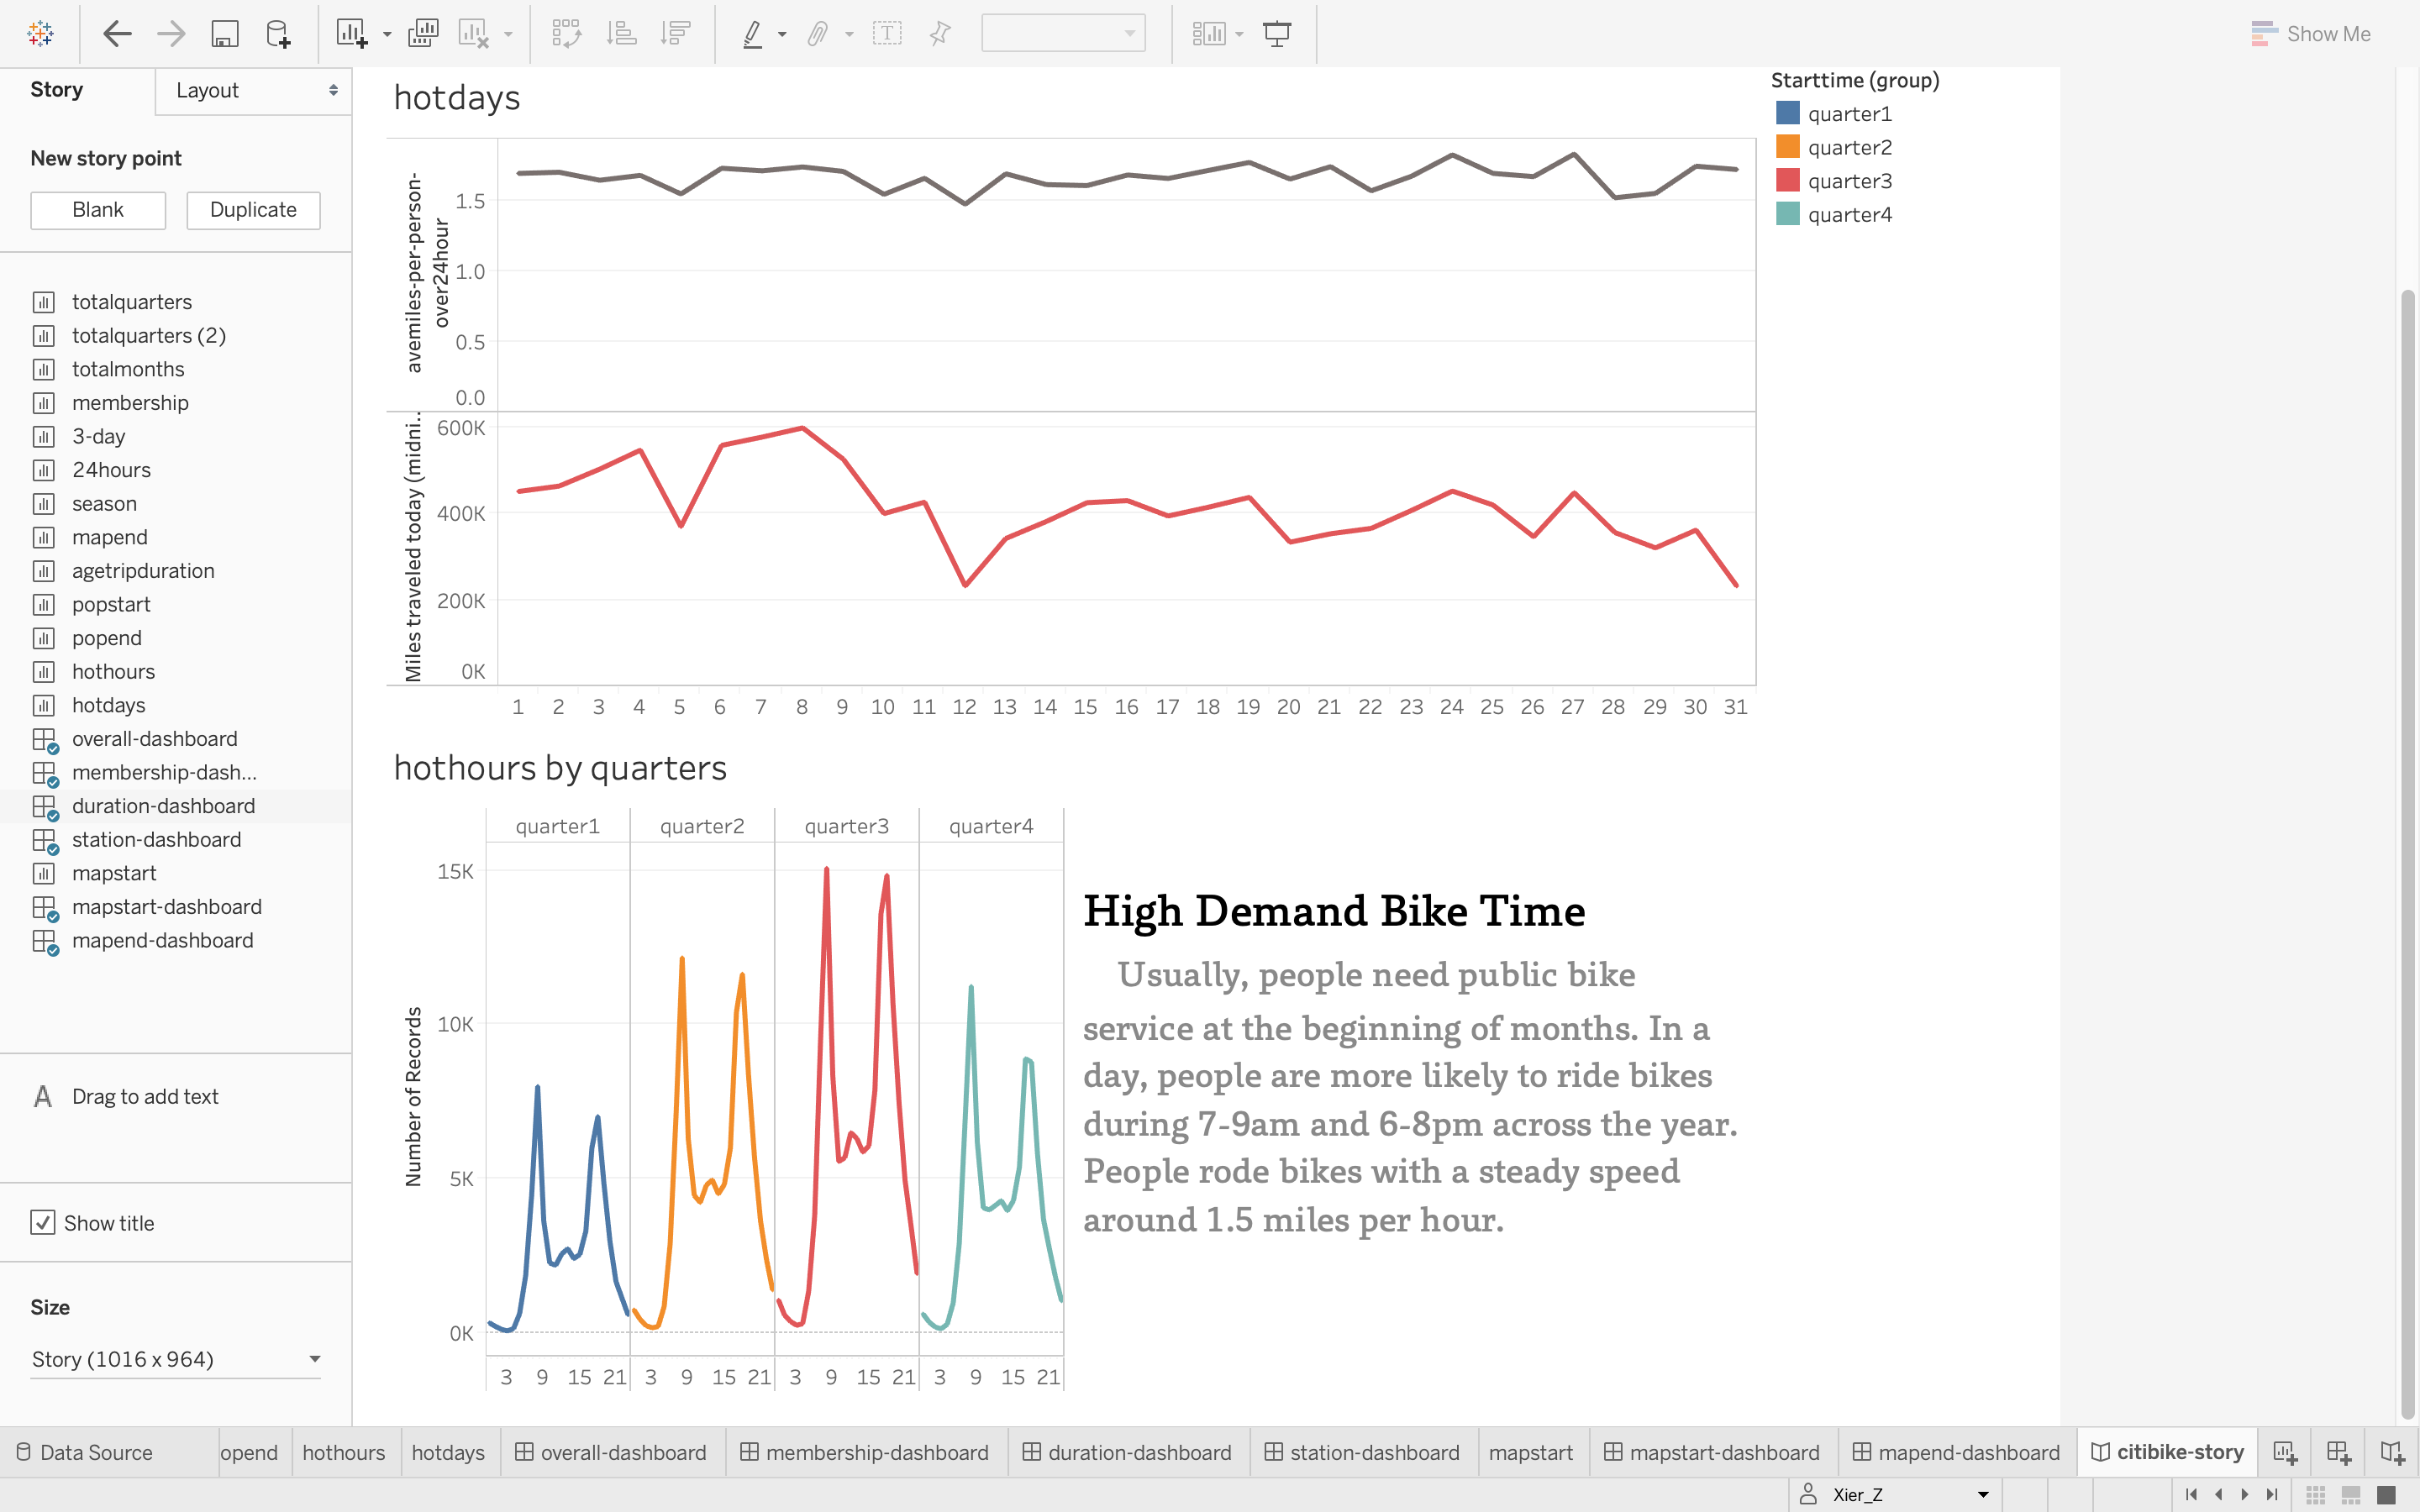 Show Me
Story
Layout
New story point
Blank
Duplicate
totalquarters
totalquarters (2)
totalmonths
membership
3-day
24hours
season
mapend
agetripduration
popstart
popend
hothours
hotdays
overall-dashboard
membership-dash...
duration-dashboard
station-dashboard
mapstart
mapstart-dashboard
mapend-dashboard
Drag to add text
Show title
Size
Story (1016 x 964)
hotdays
avemiles-per-person-
over24hour
1.5
1.0
0.5
0.0
Miles traveled today (midni..
600K
400K
200K
0K
1 2 3 4 5 6 7 8 9 10 11 12 13 14 15 16 17 18 19 20 21 22 23 24 25 26 27 28 29 30 31
Starttime (group)
quarter1
quarter2
quarter3
quarter4
hothours by quarters
quarter1 quarter2 quarter3 quarter4
Number of Records
15K
10K
5K
0K
3 9 15 21 3 9 15 21 3 9 15 21 3 9 15 21
High Demand Bike Time
Usually, people need public bike
service at the beginning of months. In a
day, people are more likely to ride bikes
during 7-9am and 6-8pm across the year.
People rode bikes with a steady speed
around 1.5 miles per hour.
Data Source opend hothours hotdays overall-dashboard membership-dashboard duration-dashboard station-dashboard mapstart mapstart-dashboard mapend-dashboard citibike-story
Xier_Z